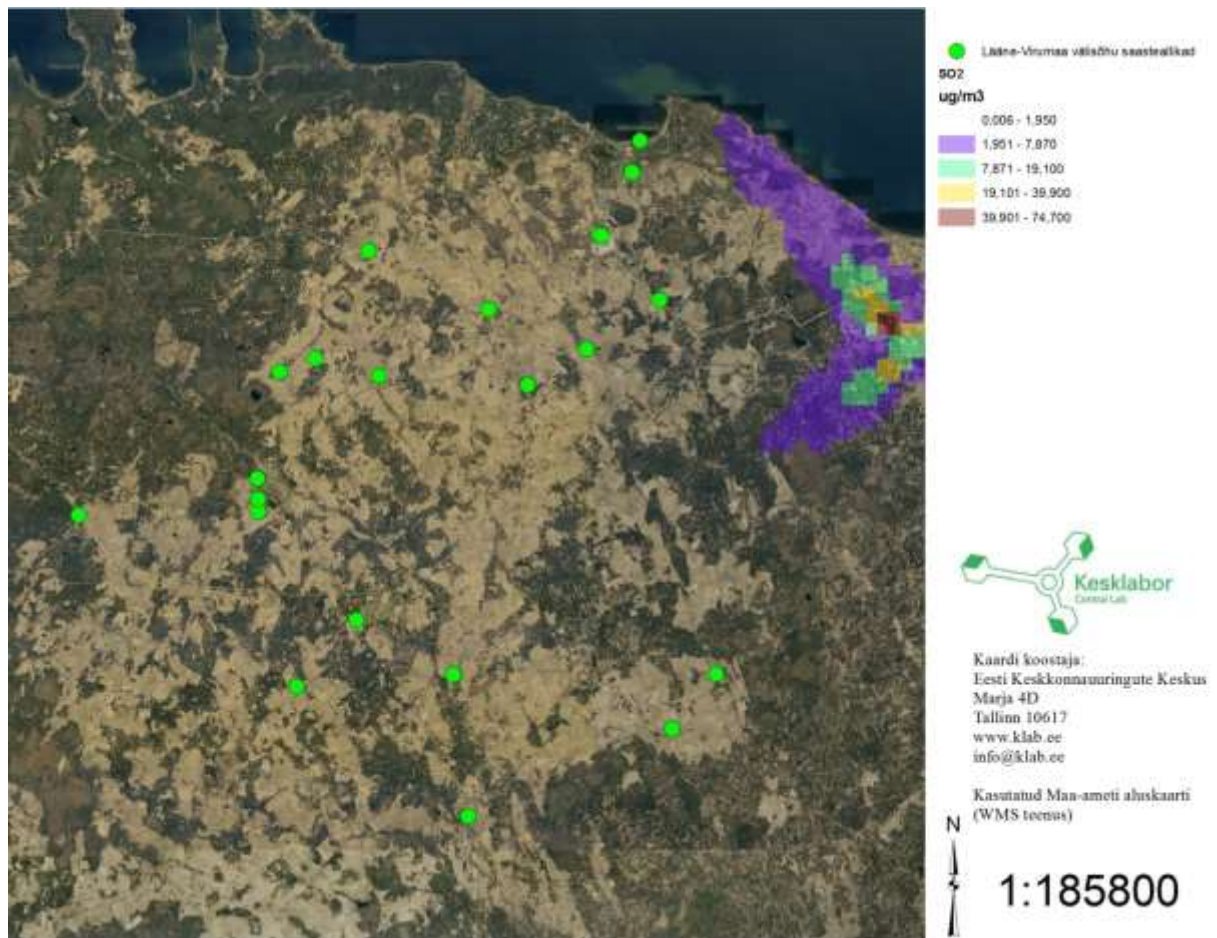 Lääne-Virumaa välisõhu saasteallikad
SO2
ug/m3
0,006 - 1,950
1,951 - 7,870
7,871 - 19,100
19,101 - 39,900
39,901 - 74,700
Kesklabor
Central Lab
Kaardi koostaja:
Eesti Keskkonnauuringute Keskus
Marja 4D
Tallinn 10617
www.klab.ee
info@klab.ee
Kasutatud Maa-ameti aluskaarti
(WMS teenus)
N
1:185800